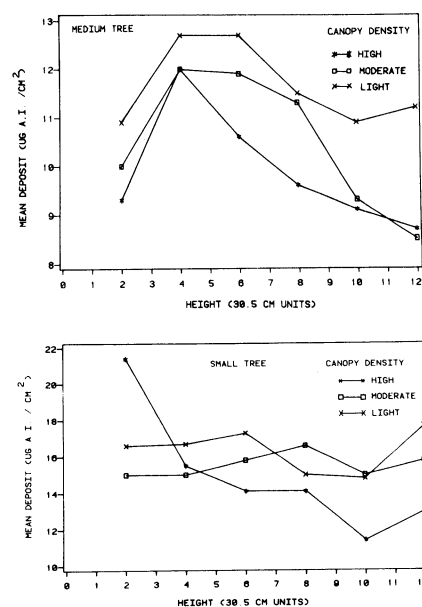 MEDIUM TREE
CANOPY DENSITY
HIGH
MODERATE
LIGHT
MEAN DEPOSIT (UG A.I. /CM²)
13
12
11
10
9
8
0 1 2 3 4 5 6 7 8 9 10 11 12
HEIGHT (30.5 CM UNITS)
SMALL TREE
CANOPY DENSITY
HIGH
MODERATE
LIGHT
MEAN DEPOSIT (UG A I / CM²)
22
20
18
16
14
12
10
0 1 2 3 4 5 6 7 8 9 10 11
HEIGHT (30.5 CM UNITS)